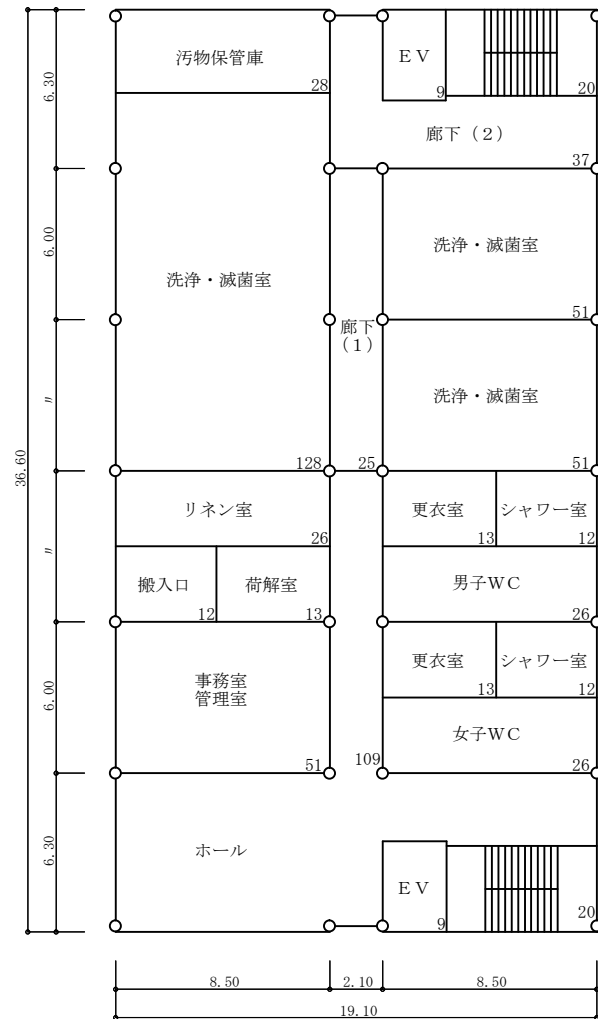 汚物保管庫
28
ＥＶ
9
20
廊下（２）
37
6.30
洗浄・滅菌室
128
洗浄・滅菌室
51
6.00
廊下
（１）
25
洗浄・滅菌室
51
〃
36.60
リネン室
26
更衣室
13
シャワー室
12
〃
搬入口
12
荷解室
13
男子ＷＣ
26
事務室
管理室
51
更衣室
13
シャワー室
12
6.00
女子ＷＣ
26
109
ホール
6.30
ＥＶ
9
20
8.50
2.10
8.50
19.10